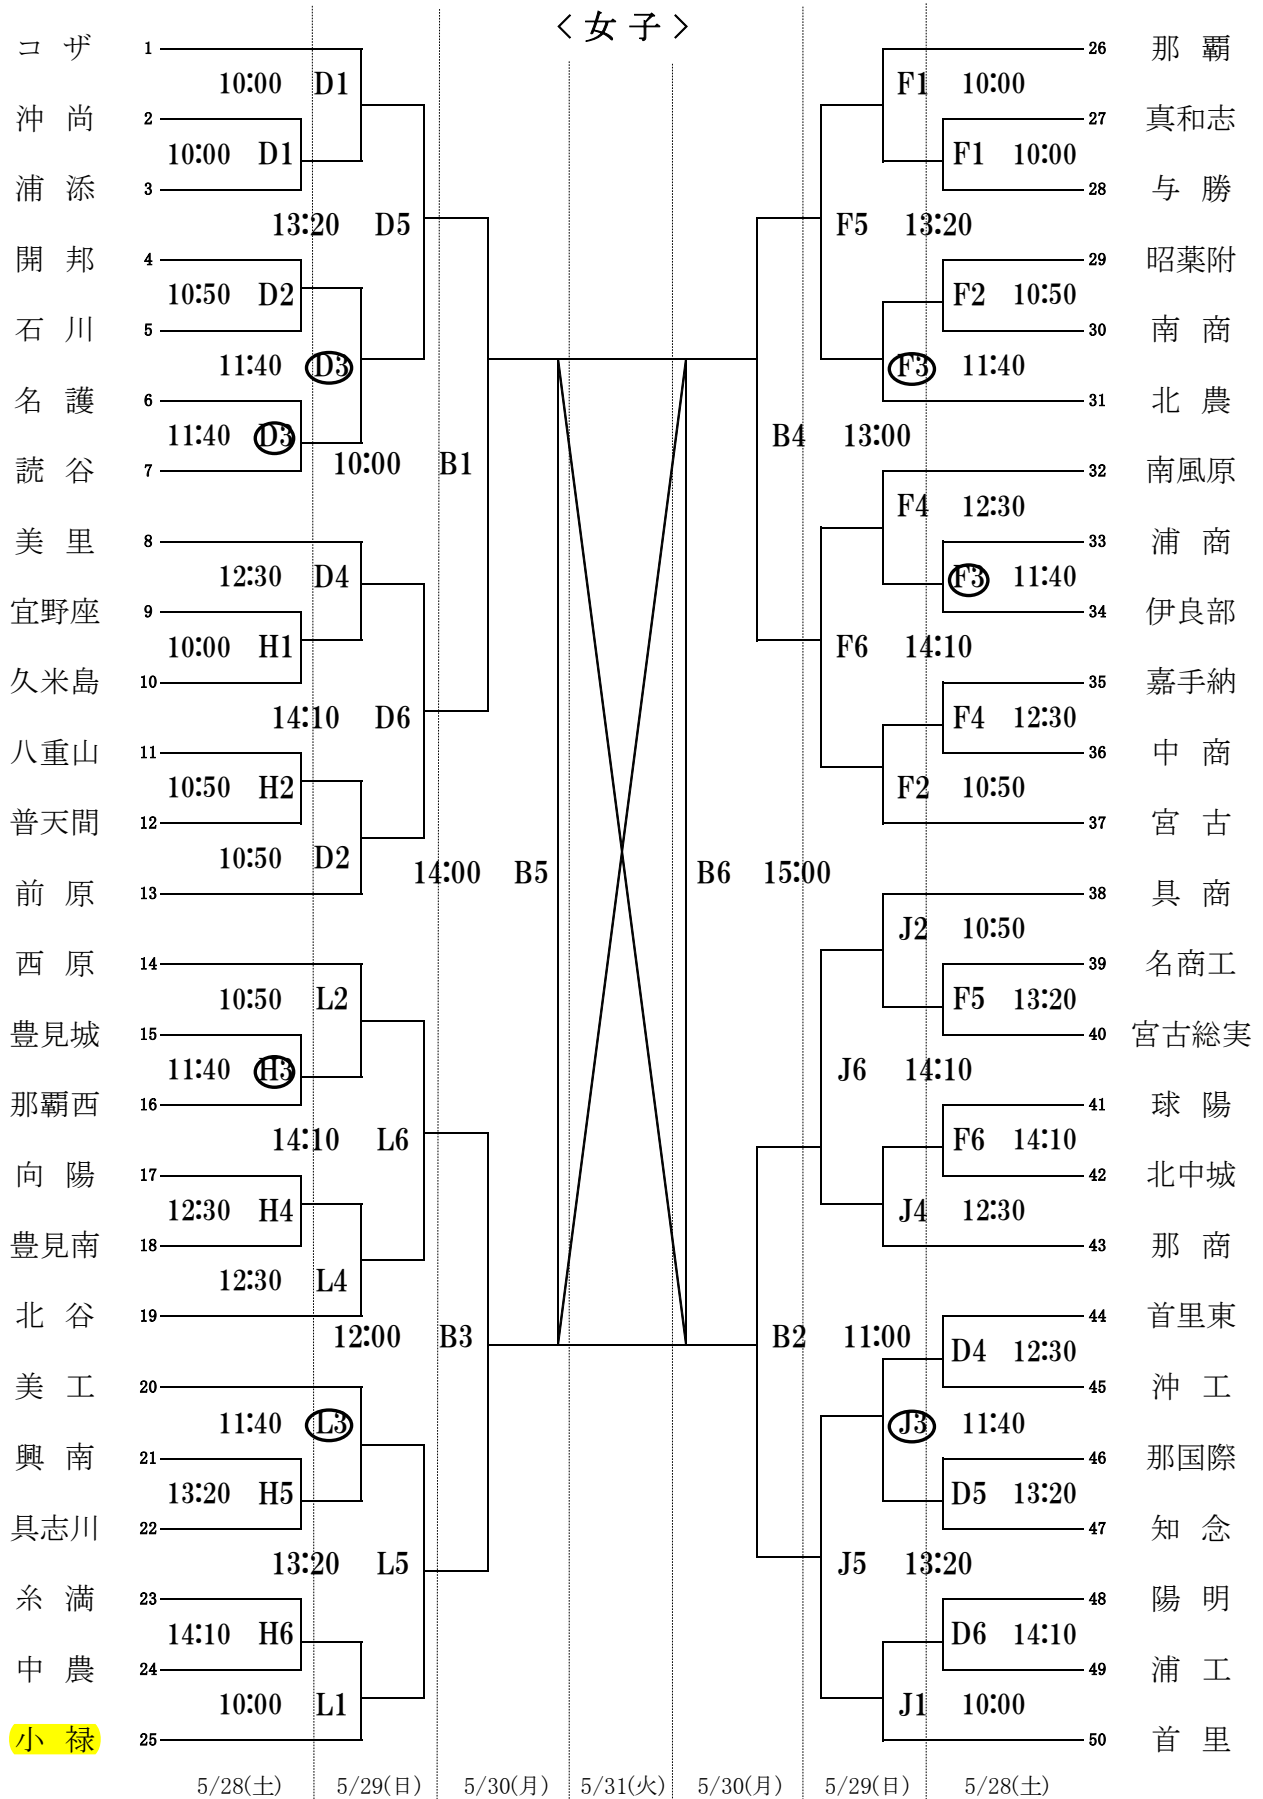 〈 女 子 〉
コ ザ 1 26 那 覇
10:00 D1 F1 10:00
沖 尚 2 27 真和志
10:00 D1 F1 10:00
浦 添 3 28 与 勝
13:20 D5 F5 13:20
開 邦 4 29 昭薬附
10:50 D2 F2 10:50
石 川 5 30 南 商
11:40 D3 F3 11:40
名 護 6 31 北 農
11:40 D3 B4 13:00
10:00 B1
読 谷 7 32 南風原
F4 12:30
美 里 8 33 浦 商
12:30 D4 F3 11:40
宜野座 9 34 伊良部
10:00 H1 F6 14:10
久米島 10 35 嘉手納
14:10 D6 F4 12:30
八重山 11 36 中 商
10:50 H2 F2 10:50
普天間 12 37 宮 古
10:50 D2
14:00 B5 B6 15:00
前 原 13 38 具 商
J2 10:50
西 原 14 39 名商工
10:50 L2 F5 13:20
豊見城 15 40 宮古総実
11:40 H3 J6 14:10
那覇西 16 41 球 陽
14:10 L6 F6 14:10
向 陽 17 42 北中城
12:30 H4 J4 12:30
豊見南 18 43 那 商
12:30 L4
北 谷 19 44 首里東
12:00 B3 B2 11:00
D4 12:30
美 工 20 45 沖 工
11:40 L3 J3 11:40
興 南 21 46 那国際
13:20 H5 D5 13:20
具志川 22 47 知 念
13:20 L5 J5 13:20
糸 満 23 48 陽 明
14:10 H6 D6 14:10
中 農 24 49 浦 工
10:00 L1 J1 10:00
小 禄 25 50 首 里
5/28(土) 5/29(日) 5/30(月) 5/31(火) 5/30(月) 5/29(日) 5/28(土)